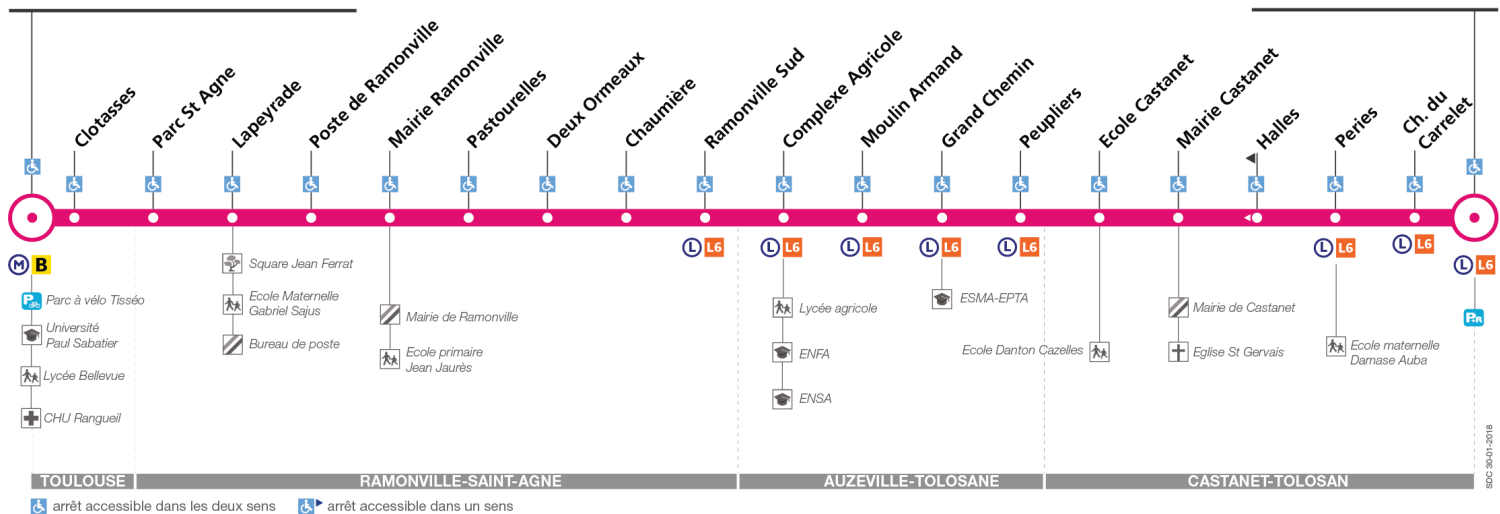 Clotasses
Parc St Agne
Lapeyrade
Poste de Ramonville
Mairie Ramonville
Pastourelles
Deux Ormeaux
Chaumière
Ramonville Sud
Complexe Agricole
Moulin Armand
Grand Chemin
Peupliers
Ecole Castanet
Mairie Castanet
Halles
Peries
Ch. du
Carrelet
M B
L L6
L L6
L L6
L L6
L L6
L L6
L L6
L L6
Parc à vélo Tisséo
Université
Paul Sabatier
Lycée Bellevue
CHU Rangueil
Square Jean Ferrat
Ecole Maternelle
Gabriel Sajus
Bureau de poste
Mairie de Ramonville
Ecole primaire
Jean Jaurès
Lycée agricole
ENFA
ENSA
ESMA-EPTA
Ecole Danton Cazelles
Mairie de Castanet
Eglise St Gervais
Ecole maternelle
Damase Auba
P+R
SDC 30-01-2018
TOULOUSE
RAMONVILLE-SAINT-AGNE
AUZEVILLE-TOLOSANE
CASTANET-TOLOSAN
arrêt accessible dans les deux sens
arrêt accessible dans un sens